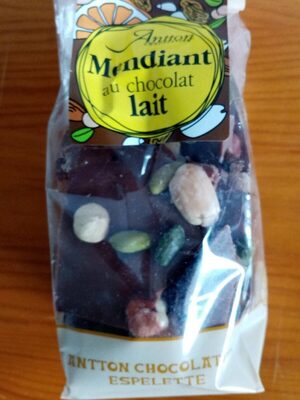 Antton
Mendiant
au chocolat
lait
ANTTON CHOCOLAT
ESPELETTE